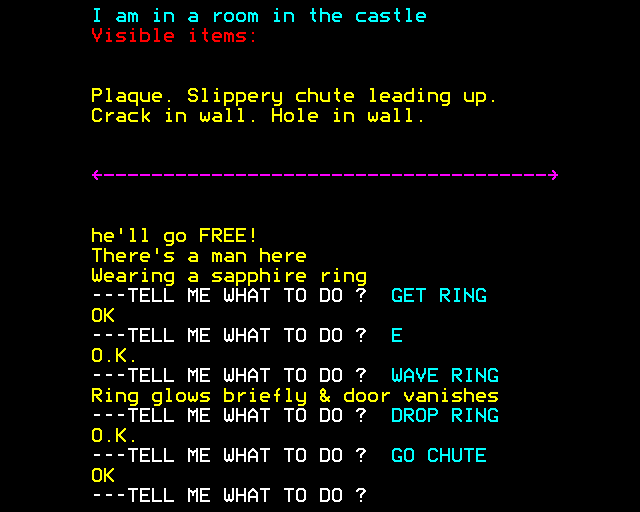 I am in a room in the castle
Visible items:
Plaque. Slippery chute leading up.
Crack in wall. Hole in wall.
<--------------------------------------->
he'll go FREE!
There's a man here
Wearing a sapphire ring
---TELL ME WHAT TO DO ?  GET RING
OK
---TELL ME WHAT TO DO ?  E
O.K.
---TELL ME WHAT TO DO ?  WAVE RING
Ring glows briefly & door vanishes
---TELL ME WHAT TO DO ?  DROP RING
O.K.
---TELL ME WHAT TO DO ?  GO CHUTE
OK
---TELL ME WHAT TO DO ?